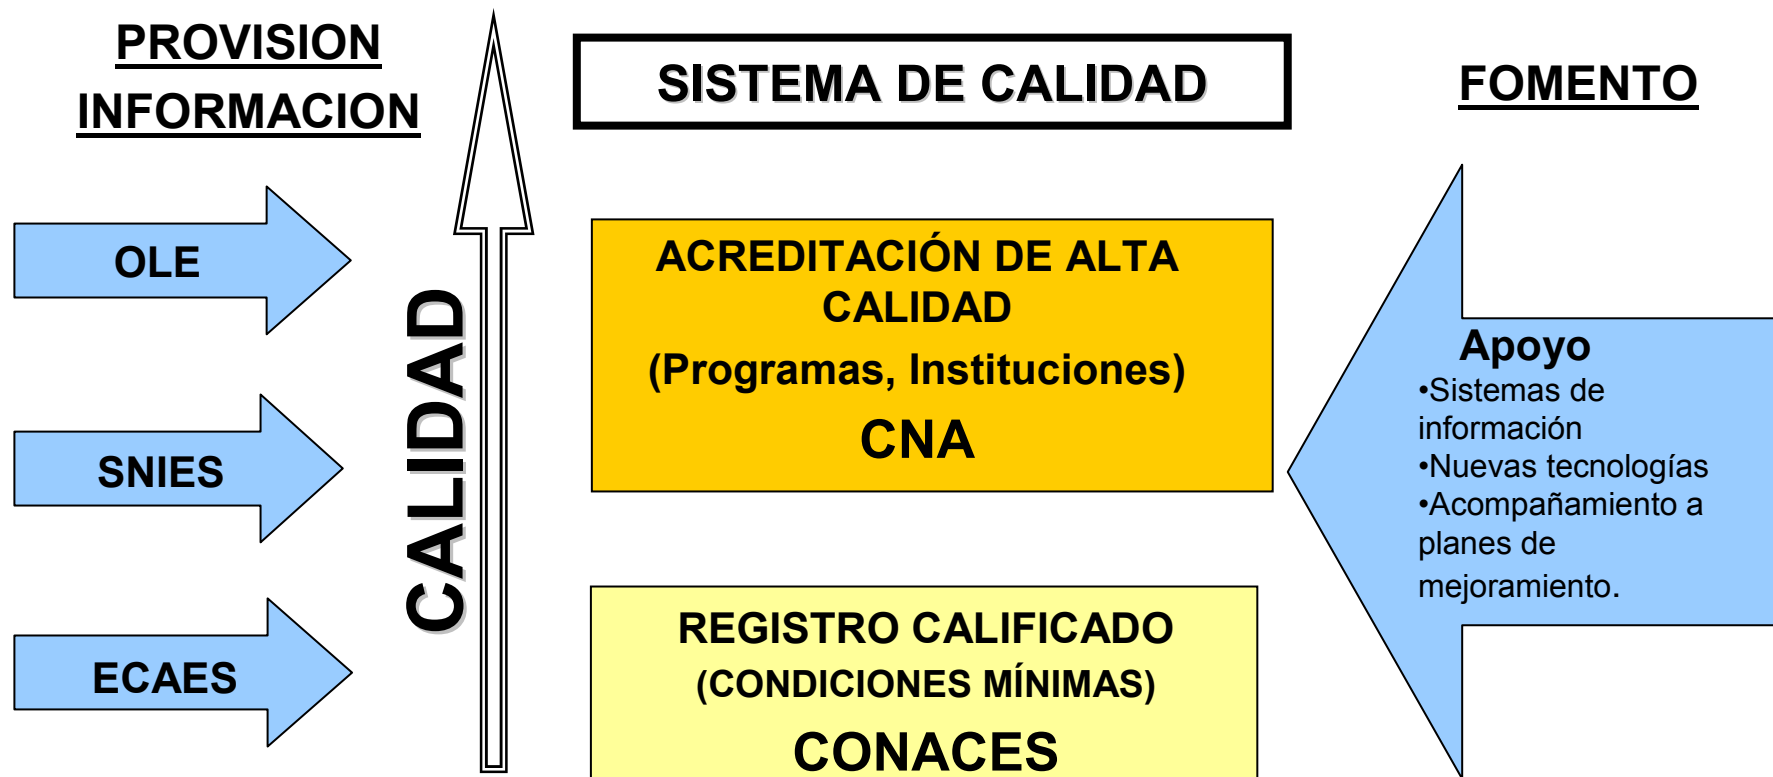 PROVISION
INFORMACION
OLE
SNIES
ECAES
CALIDAD
SISTEMA DE CALIDAD
ACREDITACIÓN DE ALTA
CALIDAD
(Programas, Instituciones)
CNA
REGISTRO CALIFICADO
(CONDICIONES MÍNIMAS)
CONACES
FOMENTO
Apoyo
•Sistemas de
información
•Nuevas tecnologías
•Acompañamiento a
planes de
mejoramiento.